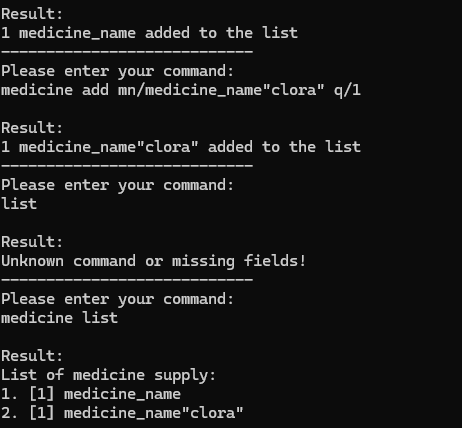 Result:
1 medicine_name added to the list
----------------------------
Please enter your command:
medicine add mn/medicine_name"clora" q/1
Result:
1 medicine_name"clora" added to the list
----------------------------
Please enter your command:
list
Result:
Unknown command or missing fields!
----------------------------
Please enter your command:
medicine list
Result:
List of medicine supply:
1. [1] medicine_name
2. [1] medicine_name"clora"